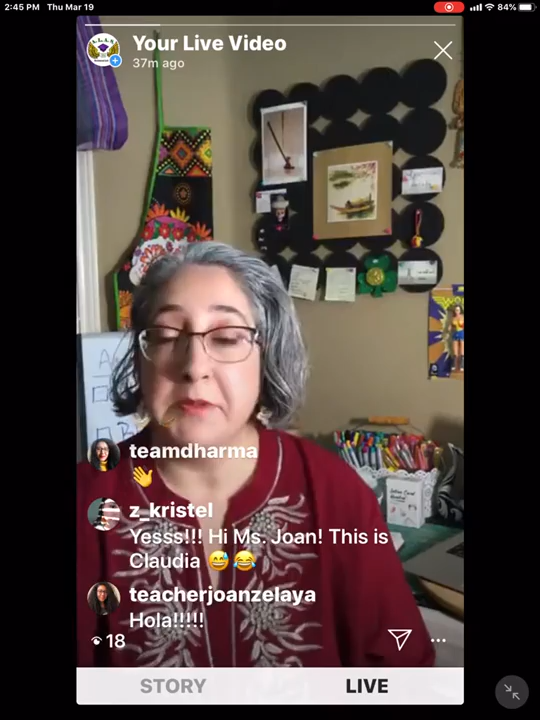 2:45 PM Thu Mar 19
84%
Your Live Video
37m ago
teamdharma
👋
z_kristel
Yesss!!! Hi Ms. Joan! This is
Claudia 😅😂
teacherjoanzelaya
Hola!!!!!
18
STORY LIVE